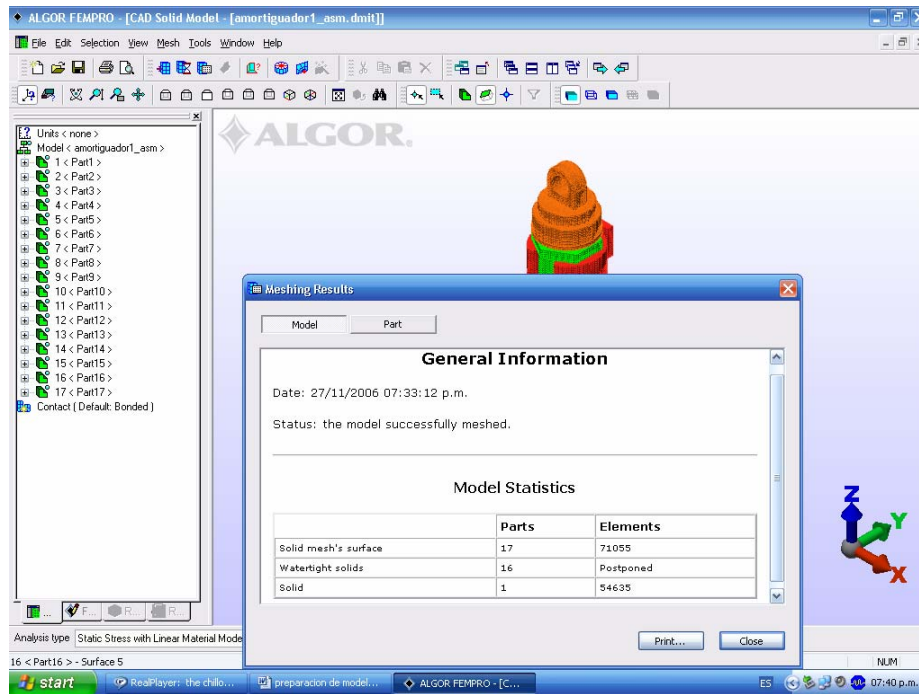 ALGOR FEMPRO - [CAD Solid Model - [amortiguador1_asm.dmit]]
File Edit Selection View Mesh Tools Window Help
ALGOR.
Units < none >
Model < amortiguador1_asm >
1 < Part1 >
2 < Part2 >
3 < Part3 >
4 < Part4 >
5 < Part5 >
6 < Part6 >
7 < Part7 >
8 < Part8 >
9 < Part9 >
10 < Part10 >
11 < Part11 >
12 < Part12 >
13 < Part13 >
14 < Part14 >
15 < Part15 >
16 < Part16 >
17 < Part17 >
Contact ( Default: Bonded )
Meshing Results
Model Part
General Information
Date: 27/11/2006 07:33:12 p.m.
Status: the model successfully meshed.
Model Statistics
Parts Elements
Solid mesh's surface 17 71055
Watertight solids 16 Postponed
Solid 1 54635
Print... Close
Z
Y
X
... F... R... R...
Analysis type Static Stress with Linear Material Mode
16 < Part16 > - Surface 5 NUM
start RealPlayer: the chillo... preparacion de model... ALGOR FEMPRO - [C... ES 07:40 p.m.